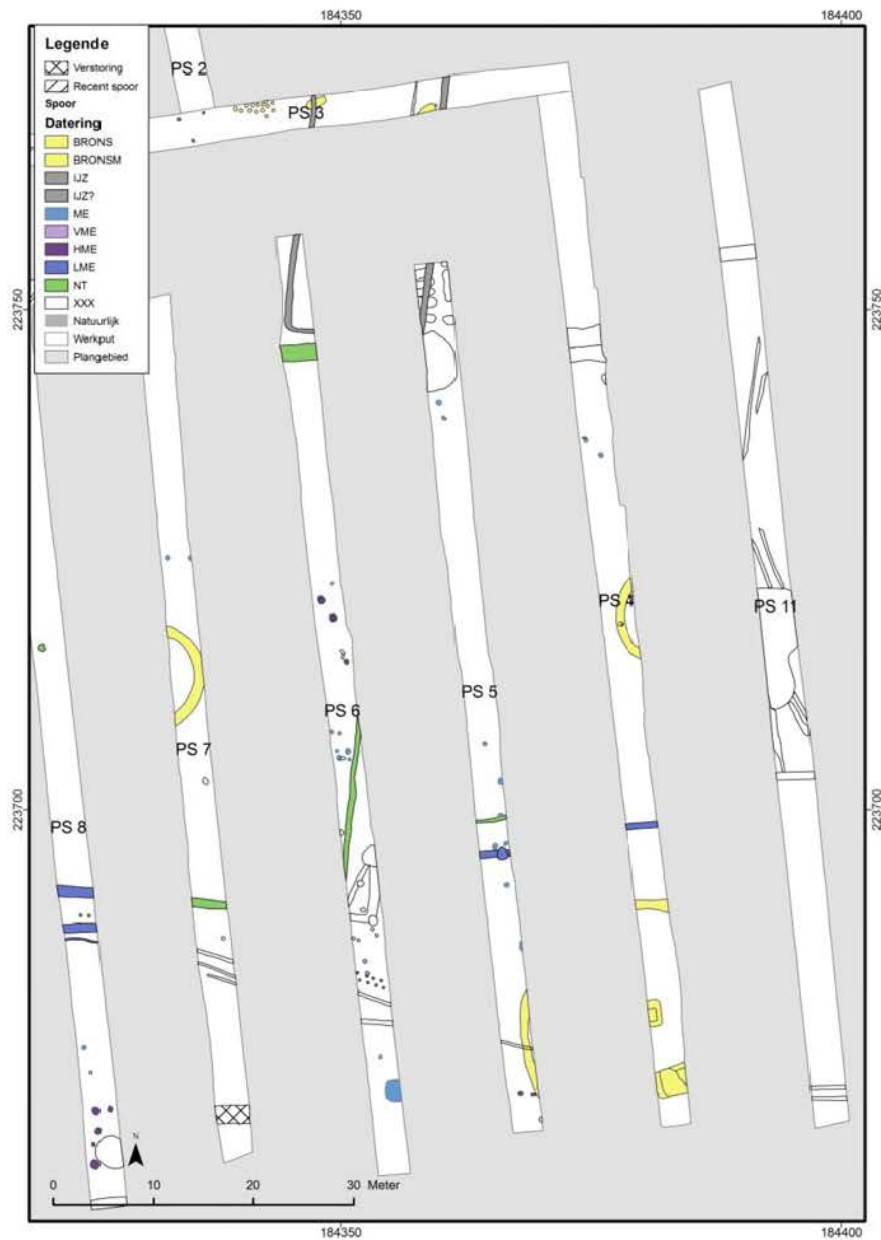 184350
184400
Legende
Verstoring
Recent spoor
Spoor
Datering
BRONS
BRONSM
IJZ
IJZ?
ME
VME
HME
LME
NT
XXX
Natuurlijk
Werkput
Plangebied
PS 2
PS 3
223750
223750
PS 4
PS 11
PS 5
PS 6
PS 7
PS 8
223700
223700
N
0 10 20 30 Meter
184350
184400